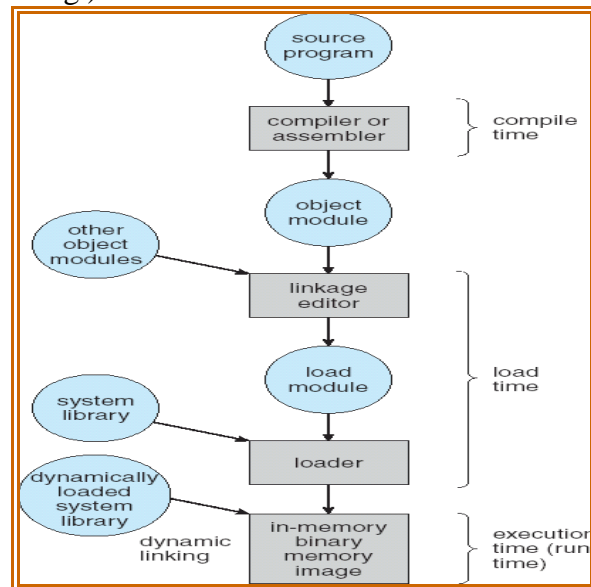 source
program
compiler or
assembler
compile
time
object
module
other
object
modules
linkage
editor
load
module
load
time
system
library
loader
dynamically
loaded
system
library
dynamic
linking
in-memory
binary
memory
image
execution
time (run
time)